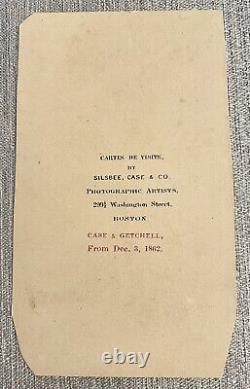 CARTES DE VISITE,
BY
SILSBEE, CASE & CO.
PHOTOGRAPHIC ARTISTS,
299½ Washington Street,
BOSTON
CASE & GETCHELL,
From Dec. 3, 1862.